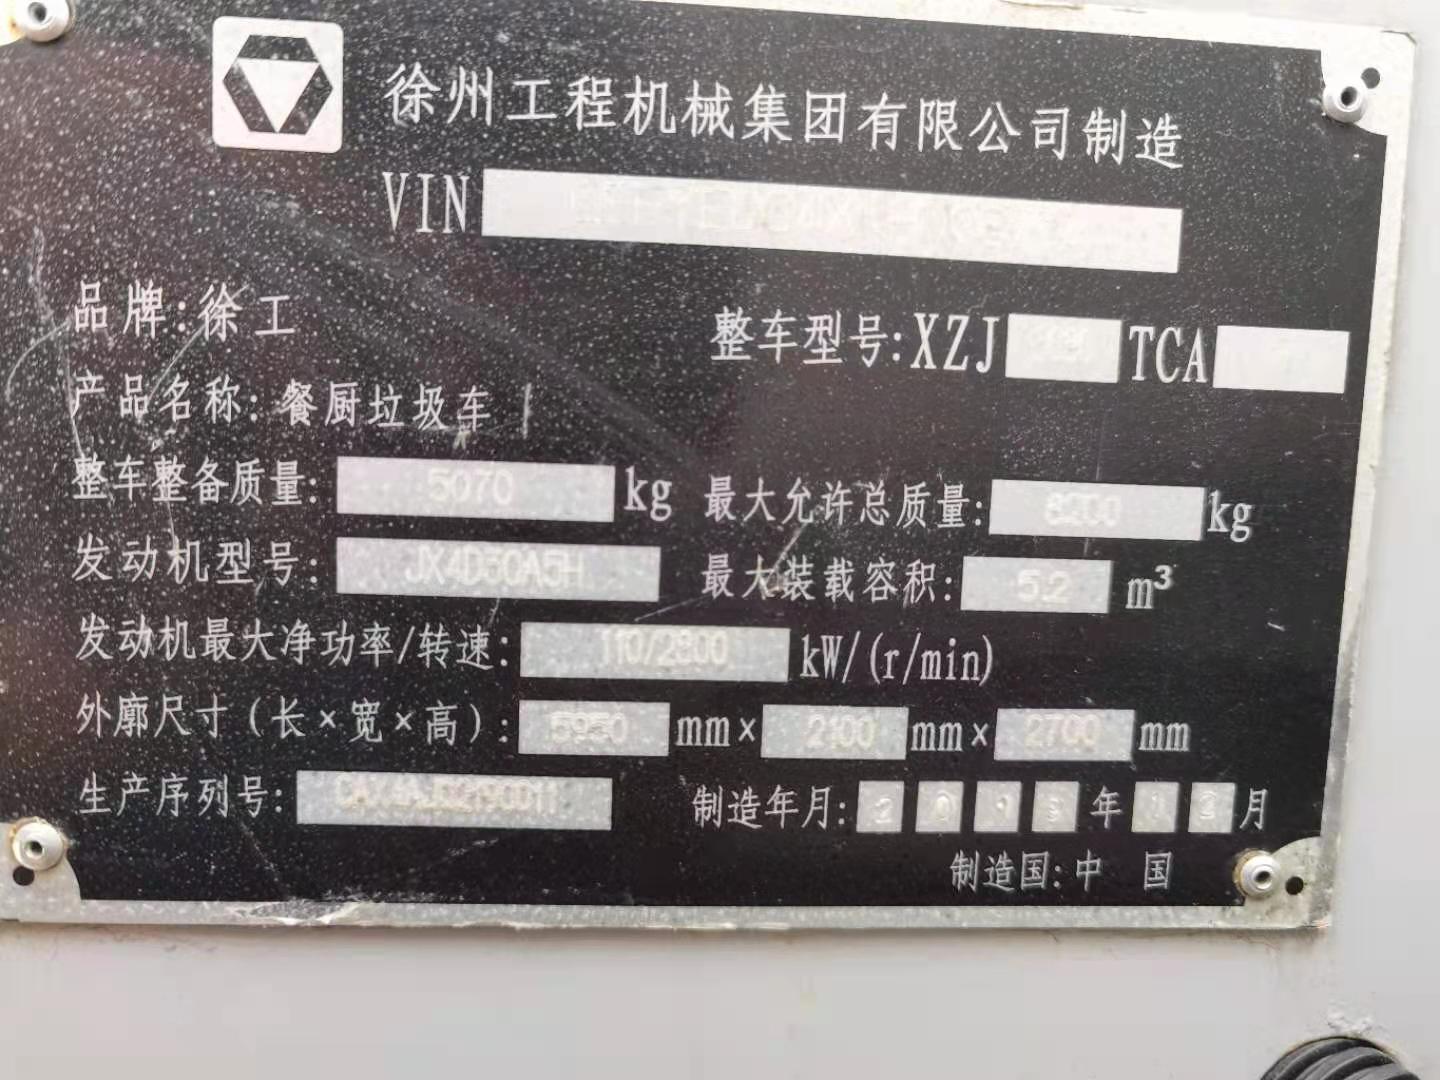 徐州工程机械集团有限公司制造
VIN
品牌:徐工 整车型号:XZJ TCA
产品名称:餐厨垃圾车
整车整备质量: 5070 kg 最大允许总质量: 8200 kg
发动机型号: JX4D30A5H 最大装载容积: 5.2 m³
发动机最大净功率/转速: 110/2800 kW/(r/min)
外廓尺寸(长×宽×高): 5950 mm× 2100 mm× 2700 mm
生产序列号: 制造年月: 年 月
制造国:中 国